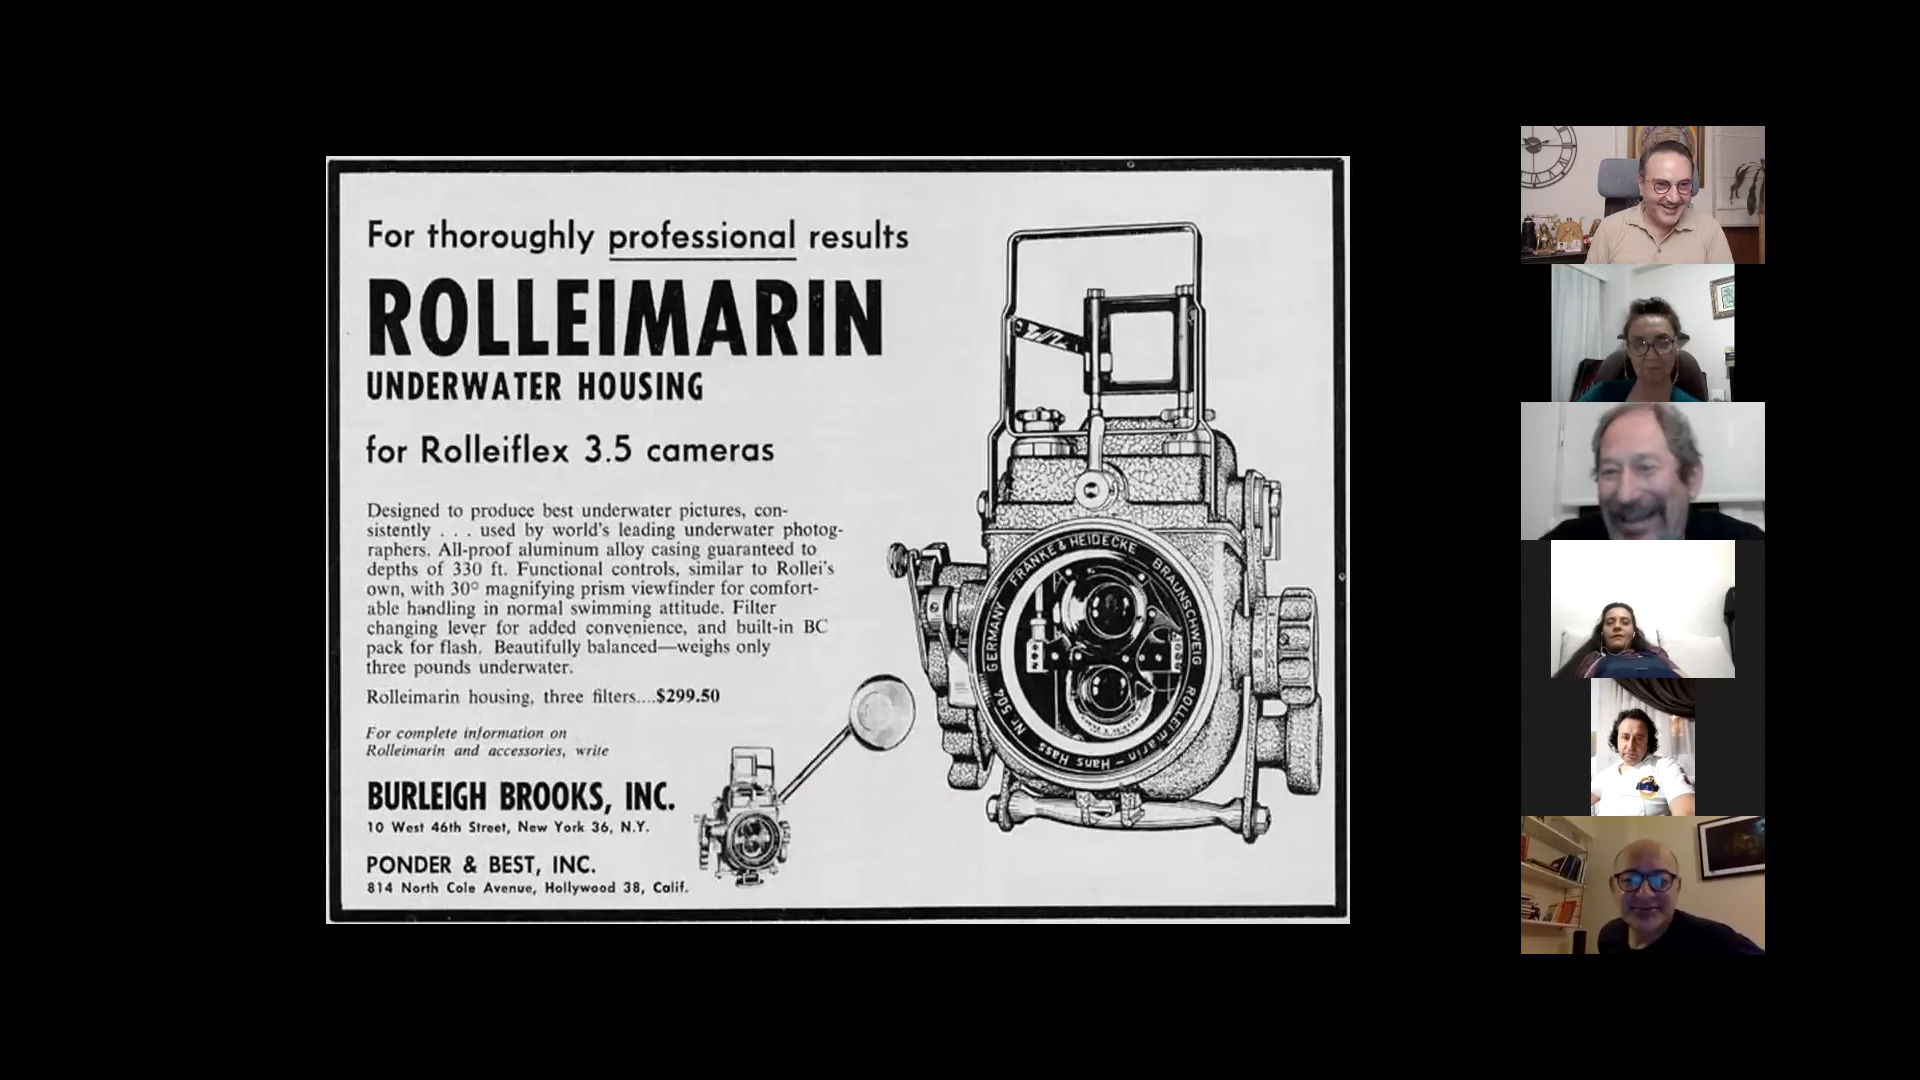 For thoroughly professional results
ROLLEIMARIN
UNDERWATER HOUSING
for Rolleiflex 3.5 cameras
Designed to produce best underwater pictures, con-
sistently . . . used by world's leading underwater photog-
raphers. All-proof aluminum alloy casing guaranteed to
depths of 330 ft. Functional controls, similar to Rollei's
own, with 30° magnifying prism viewfinder for comfort-
able handling in normal swimming attitude. Filter
changing lever for added convenience, and built-in BC
pack for flash. Beautifully balanced—weighs only
three pounds underwater.
Rolleimarin housing, three filters....$299.50
For complete information on
Rolleimarin and accessories, write
BURLEIGH BROOKS, INC.
10 West 46th Street, New York 36, N.Y.
PONDER & BEST, INC.
814 North Cole Avenue, Hollywood 38, Calif.
GERMANY FRANKE & HEIDECKE BRAUNSCHWEIG
ROLLEIMARIN – Hans Hass Nr 504